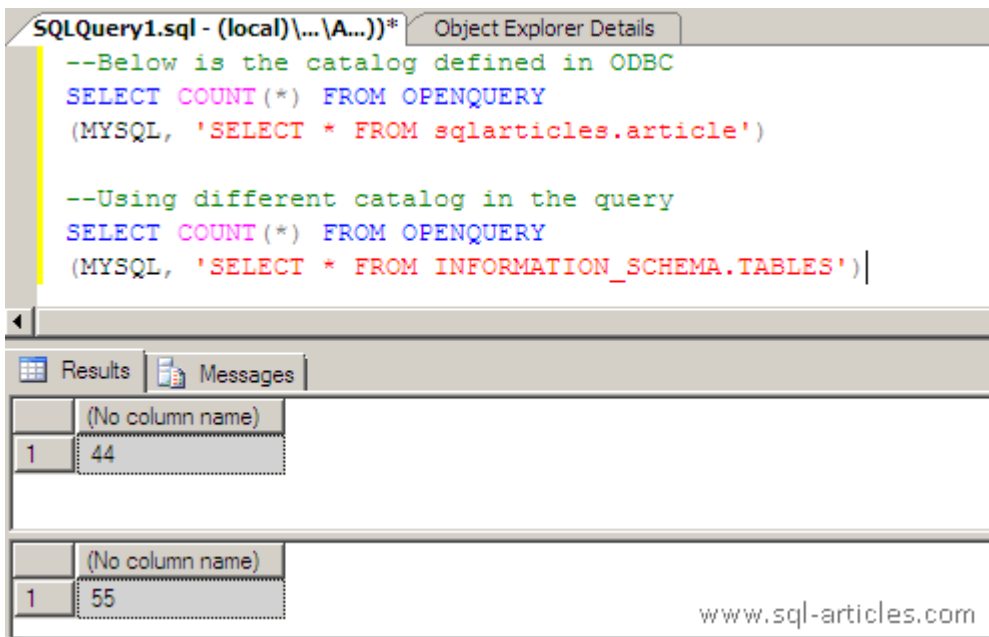 SQLQuery1.sql - (local)\...\A...))* Object Explorer Details
--Below is the catalog defined in ODBC
SELECT COUNT(*) FROM OPENQUERY
(MYSQL, 'SELECT * FROM sqlarticles.article')
--Using different catalog in the query
SELECT COUNT(*) FROM OPENQUERY
(MYSQL, 'SELECT * FROM INFORMATION_SCHEMA.TABLES')
Results Messages
(No column name)
1 44
(No column name)
1 55
www.sql-articles.com